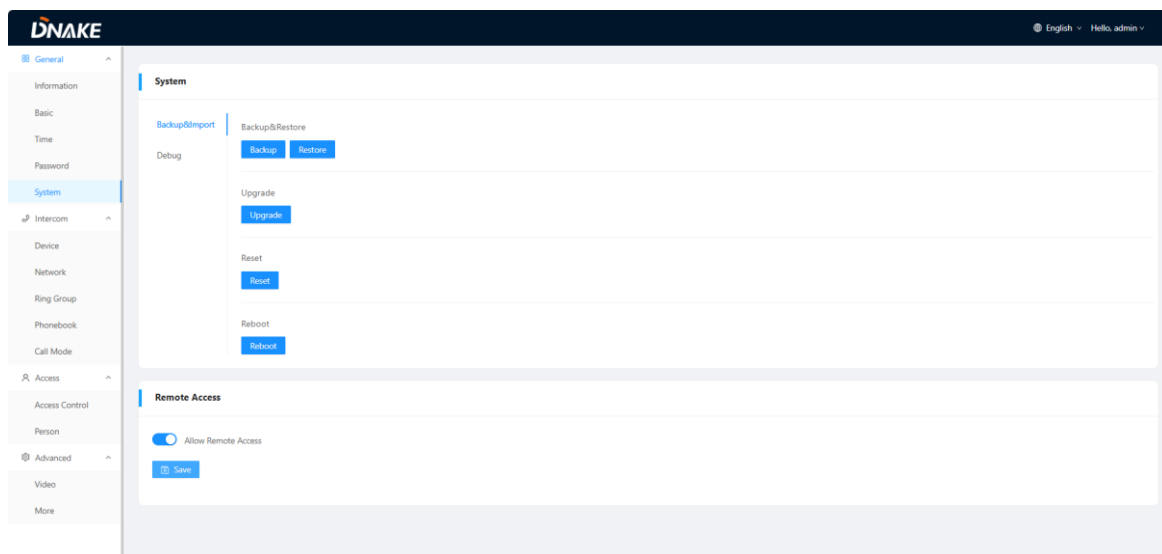 DNAKE
English
Hello, admin
General
Information
Basic
Time
Password
System
Intercom
Device
Network
Ring Group
Phonebook
Call Mode
Access
Access Control
Person
Advanced
Video
More
System
Backup&Import
Debug
Backup&Restore
Backup
Restore
Upgrade
Upgrade
Reset
Reset
Reboot
Reboot
Remote Access
Allow Remote Access
Save